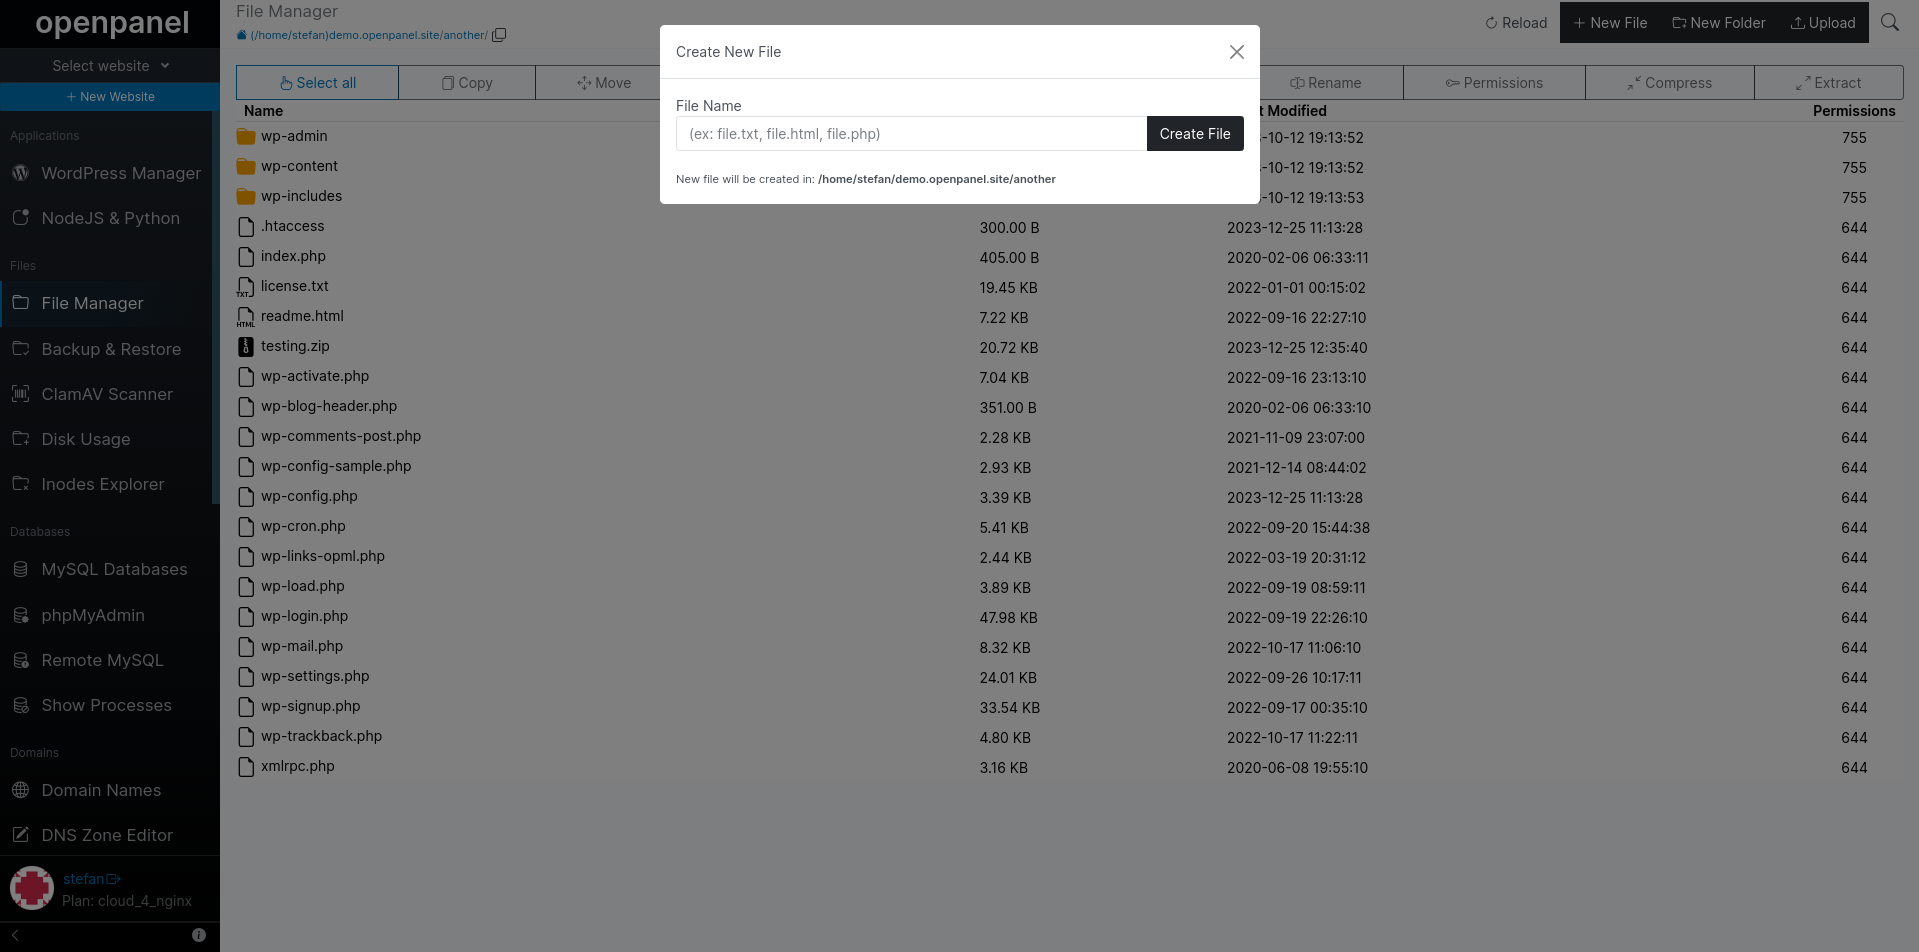 openpanel
Select website
+ New Website
Applications
WordPress Manager
NodeJS & Python
Files
File Manager
Backup & Restore
ClamAV Scanner
Disk Usage
Inodes Explorer
Databases
MySQL Databases
phpMyAdmin
Remote MySQL
Show Processes
Domains
Domain Names
DNS Zone Editor
stefan
Plan: cloud_4_nginx
File Manager
(/home/stefan)demo.openpanel.site/another/
Reload
+ New File
New Folder
Upload
Select all Copy Move Rename Permissions Compress Extract
Create New File
File Name
(ex: file.txt, file.html, file.php) Create File
New file will be created in: /home/stefan/demo.openpanel.site/another
Name t Modified Permissions
wp-admin -10-12 19:13:52 755
wp-content -10-12 19:13:52 755
wp-includes -10-12 19:13:53 755
.htaccess 300.00 B 2023-12-25 11:13:28 644
index.php 405.00 B 2020-02-06 06:33:11 644
TXT license.txt 19.45 KB 2022-01-01 00:15:02 644
HTML readme.html 7.22 KB 2022-09-16 22:27:10 644
testing.zip 20.72 KB 2023-12-25 12:35:40 644
wp-activate.php 7.04 KB 2022-09-16 23:13:10 644
wp-blog-header.php 351.00 B 2020-02-06 06:33:10 644
wp-comments-post.php 2.28 KB 2021-11-09 23:07:00 644
wp-config-sample.php 2.93 KB 2021-12-14 08:44:02 644
wp-config.php 3.39 KB 2023-12-25 11:13:28 644
wp-cron.php 5.41 KB 2022-09-20 15:44:38 644
wp-links-opml.php 2.44 KB 2022-03-19 20:31:12 644
wp-load.php 3.89 KB 2022-09-19 08:59:11 644
wp-login.php 47.98 KB 2022-09-19 22:26:10 644
wp-mail.php 8.32 KB 2022-10-17 11:06:10 644
wp-settings.php 24.01 KB 2022-09-26 10:17:11 644
wp-signup.php 33.54 KB 2022-09-17 00:35:10 644
wp-trackback.php 4.80 KB 2022-10-17 11:22:11 644
xmlrpc.php 3.16 KB 2020-06-08 19:55:10 644